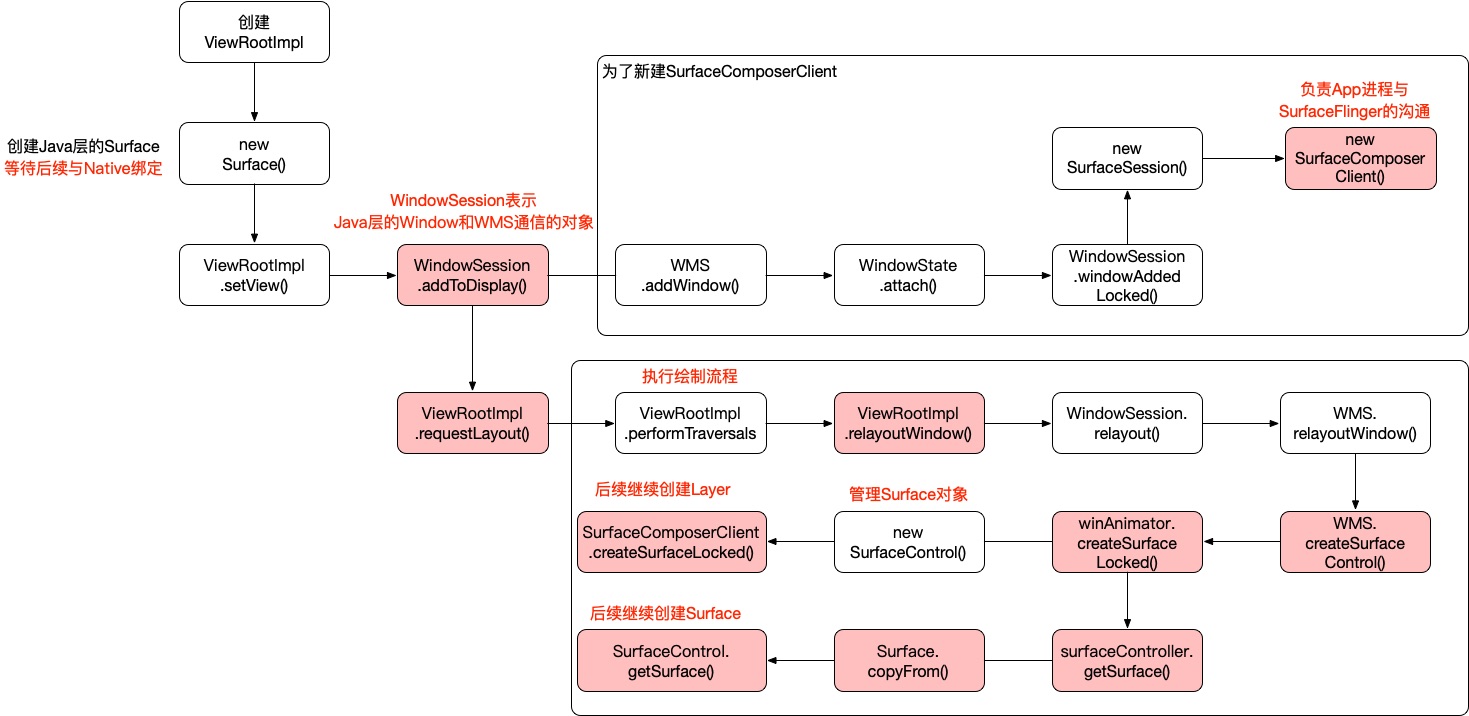 创建
ViewRootImpl
创建Java层的Surface
等待后续与Native绑定
new
Surface()
ViewRootImpl
.setView()
WindowSession表示
Java层的Window和WMS通信的对象
WindowSession
.addToDisplay()
为了新建SurfaceComposerClient
WMS
.addWindow()
WindowState
.attach()
WindowSession
.windowAdded
Locked()
new
SurfaceSession()
负责App进程与
SurfaceFlinger的沟通
new
SurfaceComposer
Client()
ViewRootImpl
.requestLayout()
执行绘制流程
ViewRootImpl
.performTraversals
ViewRootImpl
.relayoutWindow()
WindowSession.
relayout()
WMS.
relayoutWindow()
WMS.
createSurface
Control()
winAnimator.
createSurface
Locked()
管理Surface对象
new
SurfaceControl()
后续继续创建Layer
SurfaceComposerClient
.createSurfaceLocked()
surfaceController.
getSurface()
Surface.
copyFrom()
后续继续创建Surface
SurfaceControl.
getSurface()